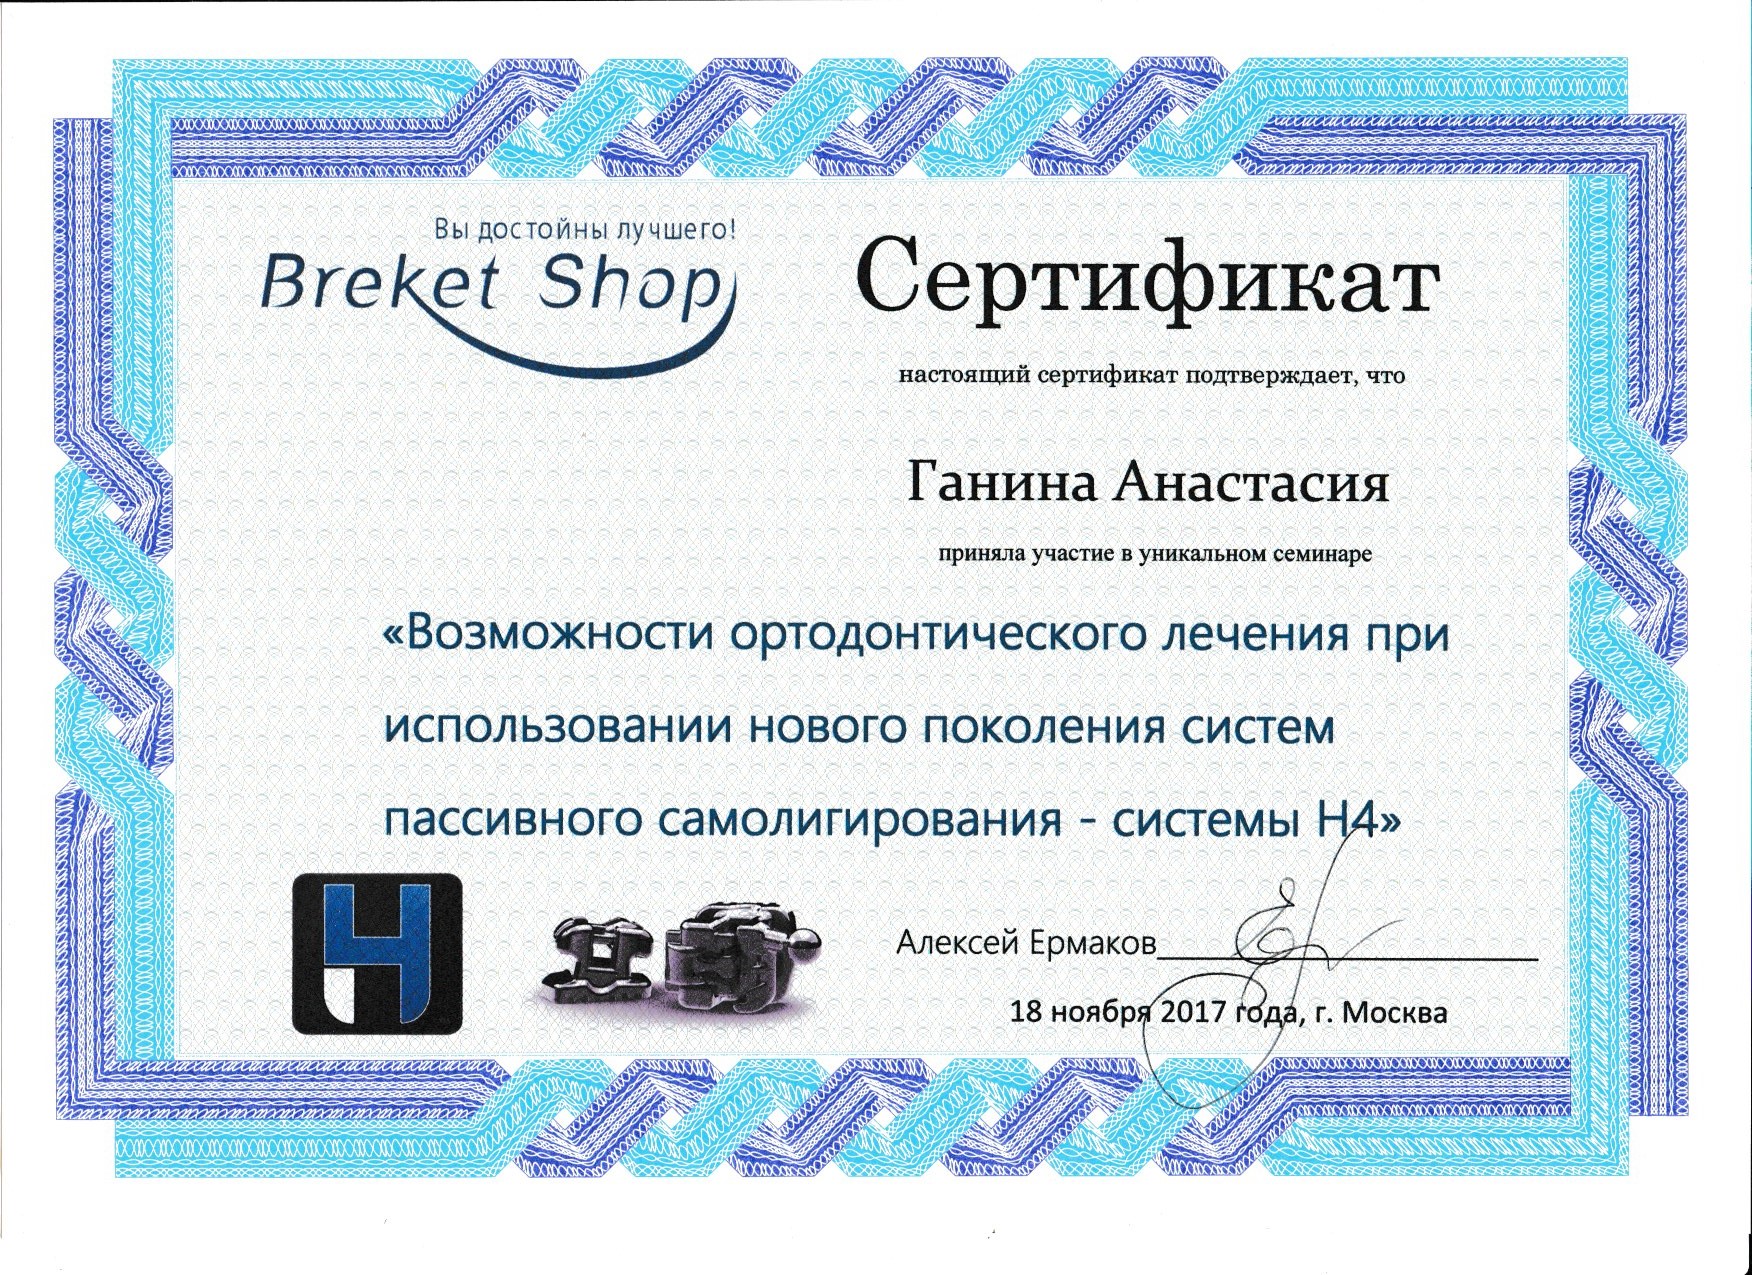 Вы достойны лучшего!
Breket Shop
Сертификат
настоящий сертификат подтверждает, что
Ганина Анастасия
приняла участие в уникальном семинаре
«Возможности ортодонтического лечения при
использовании нового поколения систем
пассивного самолигирования - системы Н4»
Алексей Ермаков
18 ноября 2017 года, г. Москва